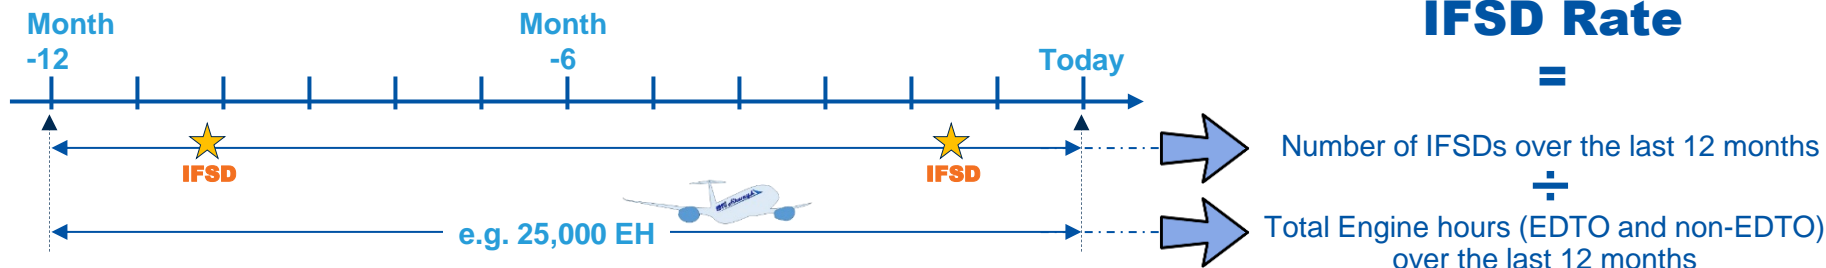 Month
-12
Month
-6
Today
IFSD Rate
=
IFSD
IFSD
Number of IFSDs over the last 12 months
÷
e.g. 25,000 EH
Total Engine hours (EDTO and non-EDTO)
over the last 12 months